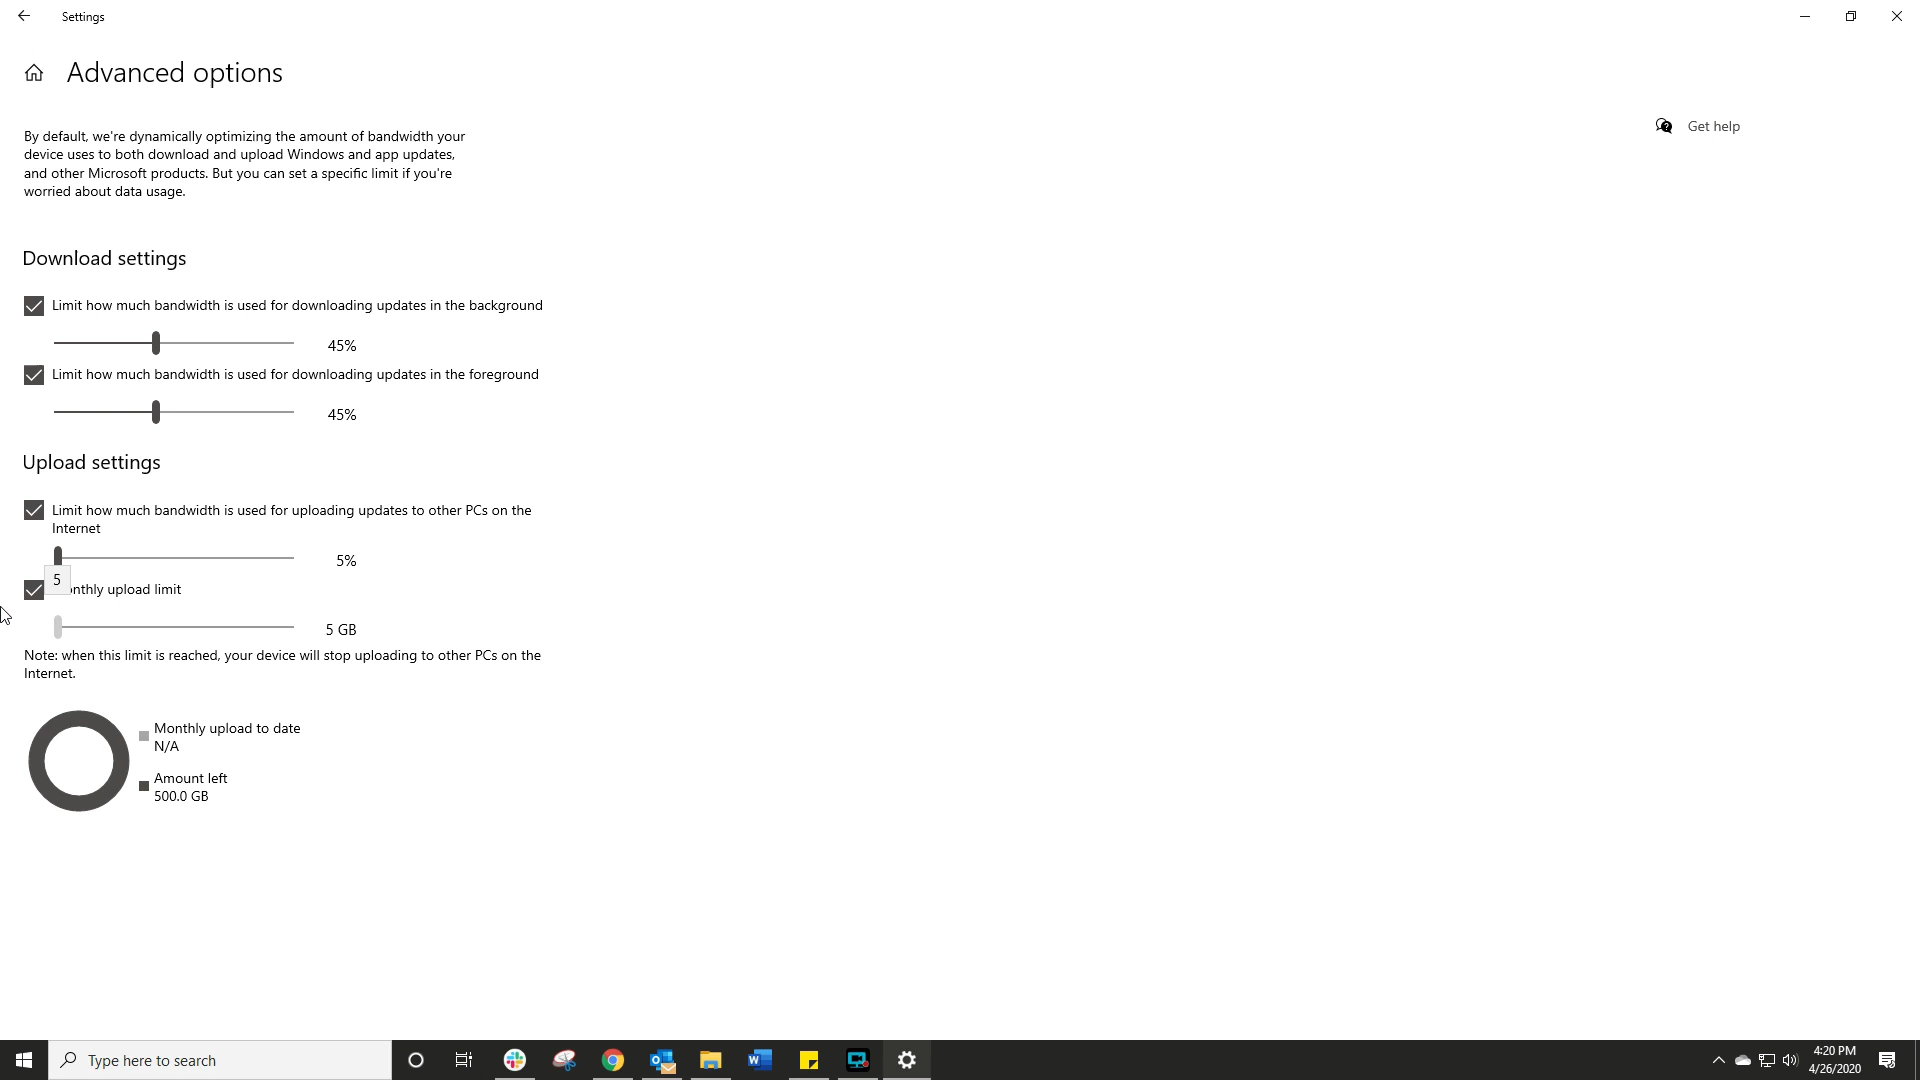 Settings
Advanced options
Get help
By default, we're dynamically optimizing the amount of bandwidth your
device uses to both download and upload Windows and app updates,
and other Microsoft products. But you can set a specific limit if you're
worried about data usage.
Download settings
Limit how much bandwidth is used for downloading updates in the background
45%
Limit how much bandwidth is used for downloading updates in the foreground
45%
Upload settings
Limit how much bandwidth is used for uploading updates to other PCs on the
Internet
5%
5
nthly upload limit
5 GB
Note: when this limit is reached, your device will stop uploading to other PCs on the
Internet.
Monthly upload to date
N/A
Amount left
500.0 GB
Type here to search
4:20 PM
4/26/2020